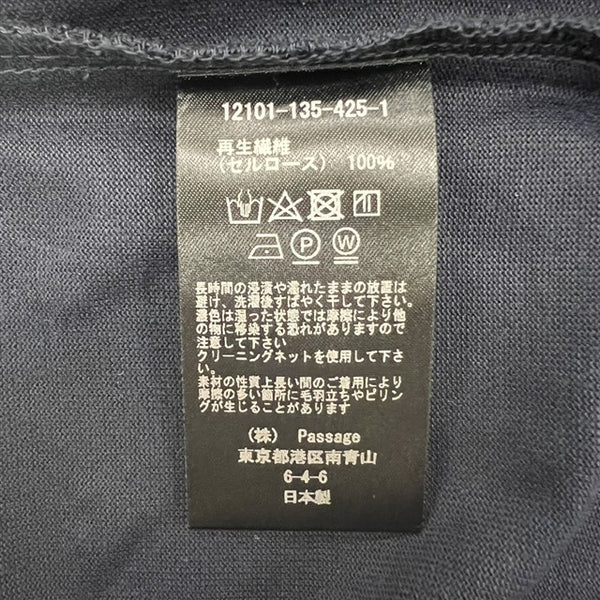 12101-135-425-1
再生繊維
(セルロース) 100%
P W
長時間の浸漬や濡れたままの放置は
避け、洗濯後すばやく干して下さい。
濃色は湿った状態では摩擦により他
の物に移染する恐れがありますので
注意して下さい
クリーニングネットを使用して下さ
い。
素材の性質上長い間のご着用により
摩擦の多い箇所に毛羽立ちやピリン
グが生じることがあります
(株) Passage
東京都港区南青山
6-4-6
日本製